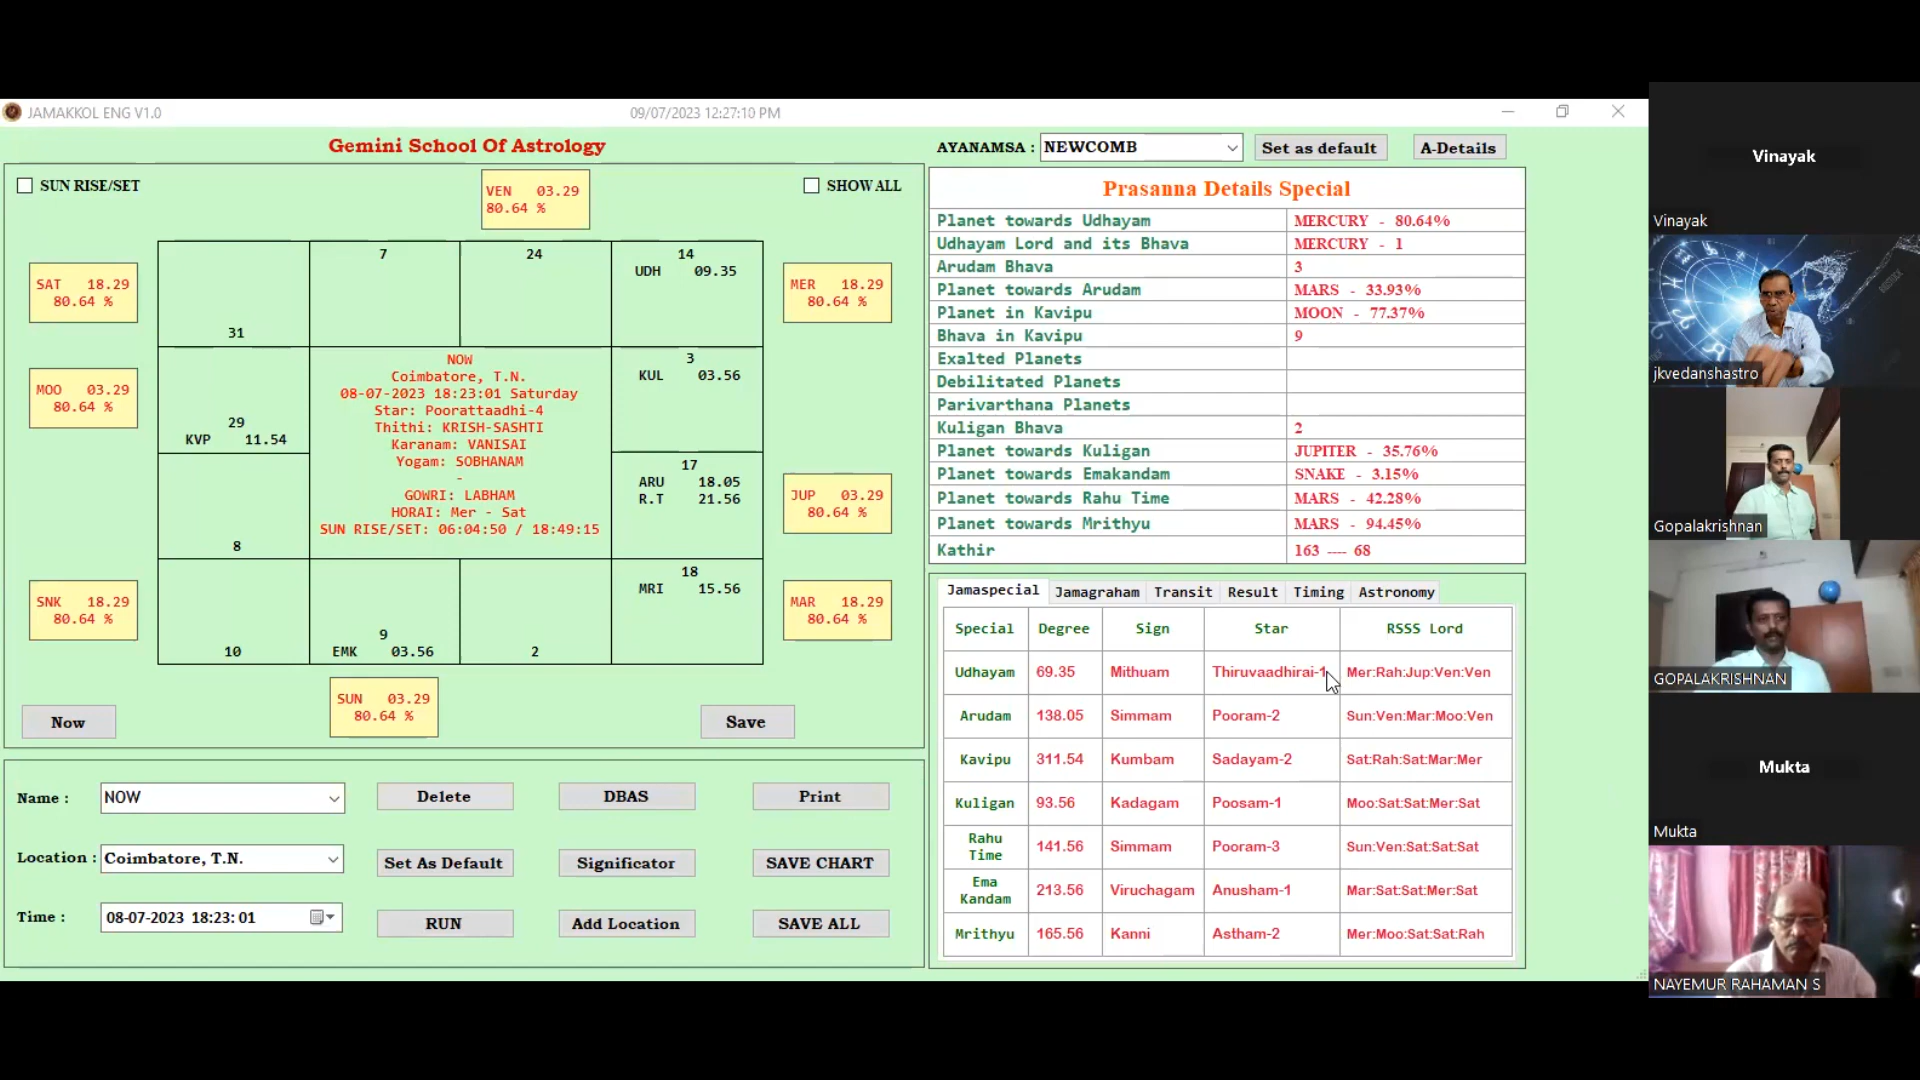 JAMAKKOL ENG V1.0
09/07/2023 12:27:10 PM
Gemini School Of Astrology
SUN RISE/SET
SHOW ALL
VEN 03.29
80.64 %
SAT 18.29
80.64 %
MER 18.29
80.64 %
MOO 03.29
80.64 %
JUP 03.29
80.64 %
SNK 18.29
80.64 %
MAR 18.29
80.64 %
SUN 03.29
80.64 %
31
7
24
14
UDH 09.35
29
KVP 11.54
3
KUL 03.56
8
17
ARU 18.05
R.T 21.56
10
9
EMK 03.56
2
18
MRI 15.56
NOW
Coimbatore, T.N.
08-07-2023 18:23:01 Saturday
Star: Poorattaadhi-4
Thithi: KRISH-SASHTI
Karanam: VANISAI
Yogam: SOBHANAM
-
GOWRI: LABHAM
HORAI: Mer - Sat
SUN RISE/SET: 06:04:50 / 18:49:15
Now
Save
Name :
NOW
Delete
DBAS
Print
Location :
Coimbatore, T.N.
Set As Default
Significator
SAVE CHART
Time :
08-07-2023 18:23:01
RUN
Add Location
SAVE ALL
AYANAMSA :
NEWCOMB
Set as default
A-Details
Prasanna Details Special
Planet towards Udhayam MERCURY - 80.64%
Udhayam Lord and its Bhava MERCURY - 1
Arudam Bhava 3
Planet towards Arudam MARS - 33.93%
Planet in Kavipu MOON - 77.37%
Bhava in Kavipu 9
Exalted Planets
Debilitated Planets
Parivarthana Planets
Kuligan Bhava 2
Planet towards Kuligan JUPITER - 35.76%
Planet towards Emakandam SNAKE - 3.15%
Planet towards Rahu Time MARS - 42.28%
Planet towards Mrithyu MARS - 94.45%
Kathir 163 ---- 68
Jamaspecial Jamagraham Transit Result Timing Astronomy
Special Degree Sign Star RSSS Lord
Udhayam 69.35 Mithuam Thiruvaadhirai-1 Mer:Rah:Jup:Ven:Ven
Arudam 138.05 Simmam Pooram-2 Sun:Ven:Mar:Moo:Ven
Kavipu 311.54 Kumbam Sadayam-2 Sat:Rah:Sat:Mar:Mer
Kuligan 93.56 Kadagam Poosam-1 Moo:Sat:Sat:Mer:Sat
Rahu Time 141.56 Simmam Pooram-3 Sun:Ven:Sat:Sat:Sat
Ema Kandam 213.56 Viruchagam Anusham-1 Mar:Sat:Sat:Mer:Sat
Mrithyu 165.56 Kanni Astham-2 Mer:Moo:Sat:Sat:Rah
Vinayak
Vinayak
jkvedanshastro
Gopalakrishnan
GOPALAKRISHNAN
Mukta
Mukta
NAYEMUR RAHAMAN S